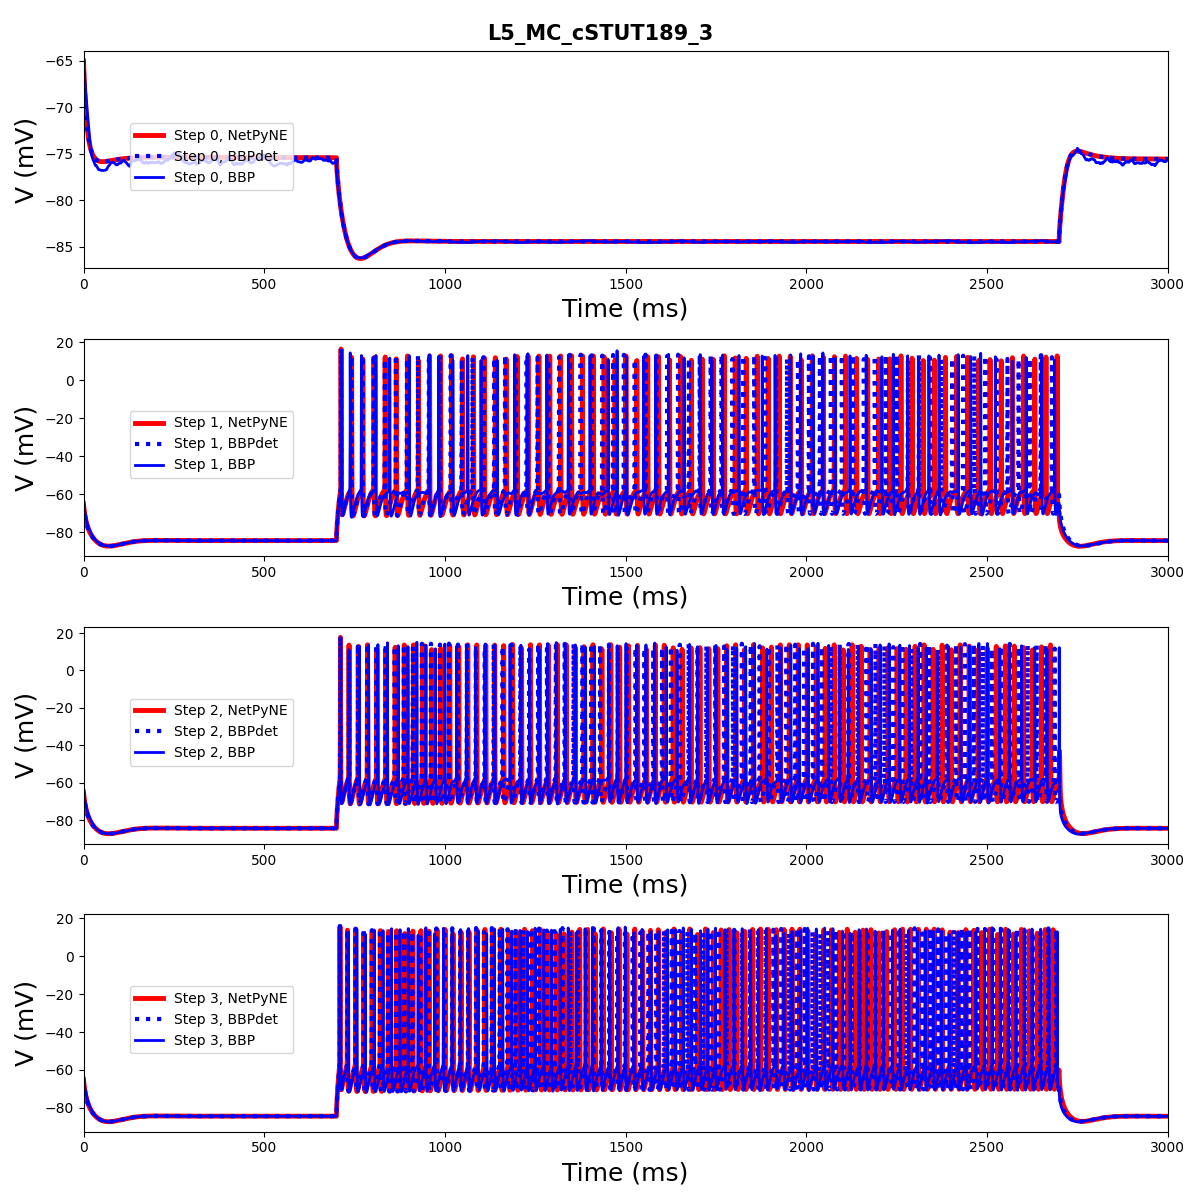 L5_MC_cSTUT189_3
−65
−70
−75
−80
−85
V (mV)
Step 0, NetPyNE
Step 0, BBPdet
Step 0, BBP
0 500 1000 1500 2000 2500 3000
Time (ms)
20
0
−20
−40
−60
−80
V (mV)
Step 1, NetPyNE
Step 1, BBPdet
Step 1, BBP
0 500 1000 1500 2000 2500 3000
Time (ms)
20
0
−20
−40
−60
−80
V (mV)
Step 2, NetPyNE
Step 2, BBPdet
Step 2, BBP
0 500 1000 1500 2000 2500 3000
Time (ms)
20
0
−20
−40
−60
−80
V (mV)
Step 3, NetPyNE
Step 3, BBPdet
Step 3, BBP
0 500 1000 1500 2000 2500 3000
Time (ms)